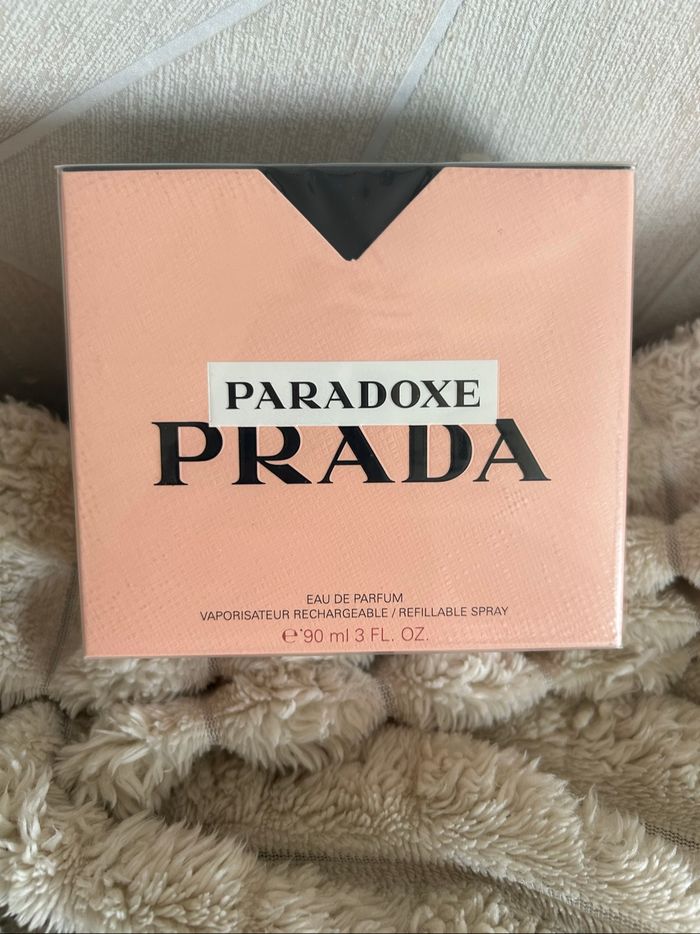 PARADOXE
PRADA
EAU DE PARFUM
VAPORISATEUR RECHARGEABLE / REFILLABLE SPRAY
℮ 90 ml 3 FL. OZ.